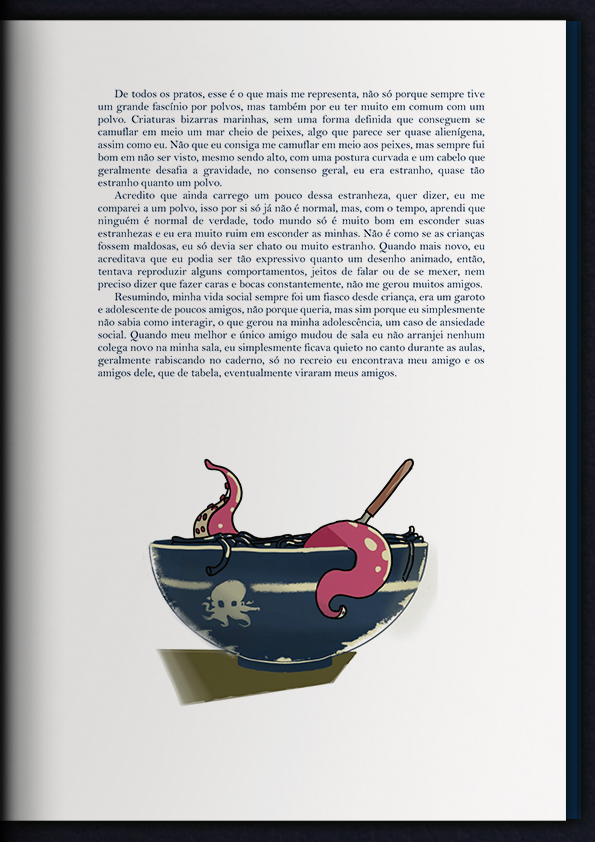 De todos os pratos, esse é o que mais me representa, não só porque sempre tive
um grande fascínio por polvos, mas também por eu ter muito em comum com um
polvo. Criaturas bizarras marinhas, sem uma forma definida que conseguem se
camuflar em meio um mar cheio de peixes, algo que parece ser quase alienígena,
assim como eu. Não que eu consiga me camuflar em meio aos peixes, mas sempre fui
bom em não ser visto, mesmo sendo alto, com uma postura curvada e um cabelo que
geralmente desafia a gravidade, no consenso geral, eu era estranho, quase tão
estranho quanto um polvo.
Acredito que ainda carrego um pouco dessa estranheza, quer dizer, eu me
comparei a um polvo, isso por si só já não é normal, mas, com o tempo, aprendi que
ninguém é normal de verdade, todo mundo só é muito bom em esconder suas
estranhezas e eu era muito ruim em esconder as minhas. Não é como se as crianças
fossem maldosas, eu só devia ser chato ou muito estranho. Quando mais novo, eu
acreditava que eu podia ser tão expressivo quanto um desenho animado, então,
tentava reproduzir alguns comportamentos, jeitos de falar ou de se mexer, nem
preciso dizer que fazer caras e bocas constantemente, não me gerou muitos amigos.
Resumindo, minha vida social sempre foi um fiasco desde criança, era um garoto
e adolescente de poucos amigos, não porque queria, mas sim porque eu simplesmente
não sabia como interagir, o que gerou na minha adolescência, um caso de ansiedade
social. Quando meu melhor e único amigo mudou de sala eu não arranjei nenhum
colega novo na minha sala, eu simplesmente ficava quieto no canto durante as aulas,
geralmente rabiscando no caderno, só no recreio eu encontrava meu amigo e os
amigos dele, que de tabela, eventualmente viraram meus amigos.